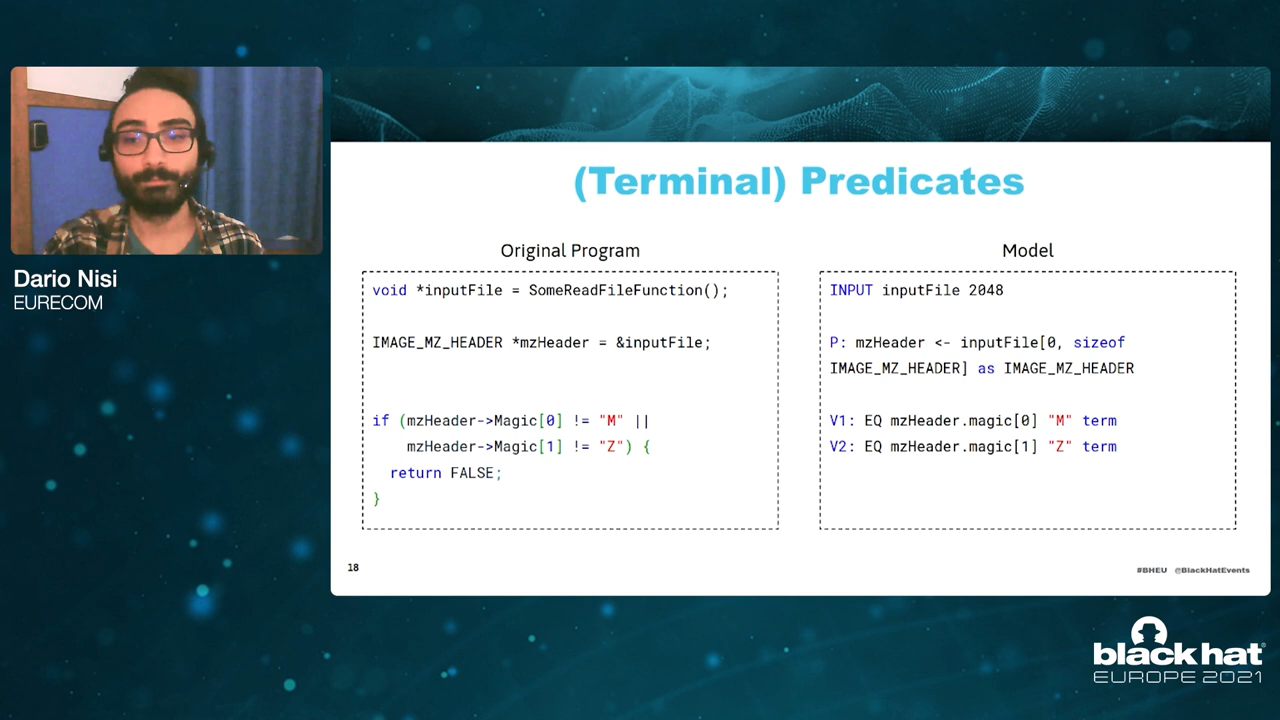 Dario Nisi
EURECOM
(Terminal) Predicates
Original Program
void *inputFile = SomeReadFileFunction();
IMAGE_MZ_HEADER *mzHeader = &inputFile;
if (mzHeader->Magic[0] != "M" ||
mzHeader->Magic[1] != "Z") {
return FALSE;
}
Model
INPUT inputFile 2048
P: mzHeader <- inputFile[0, sizeof
IMAGE_MZ_HEADER] as IMAGE_MZ_HEADER
V1: EQ mzHeader.magic[0] "M" term
V2: EQ mzHeader.magic[1] "Z" term
18
#BHEU @BlackHatEvents
black hat®
EUROPE 2021